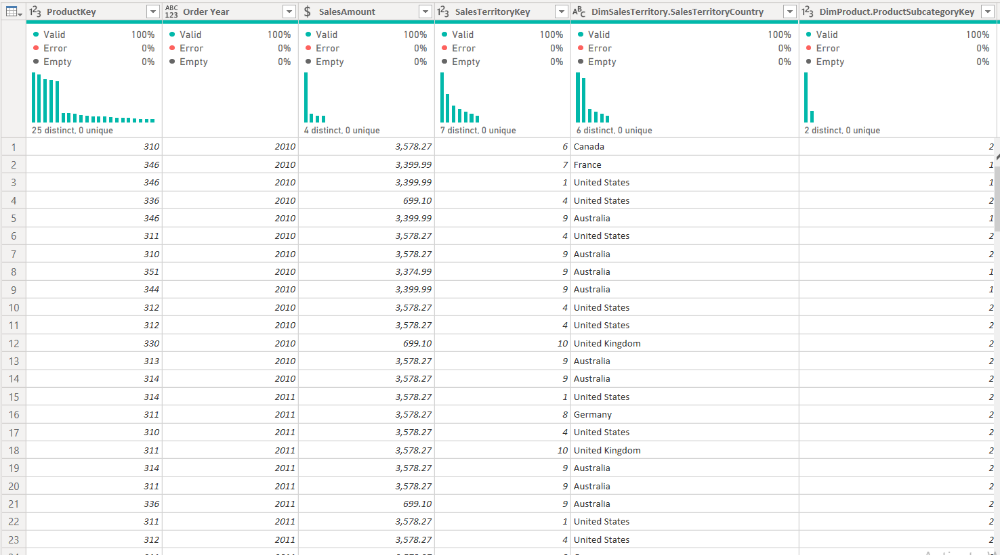 1²3 ProductKey ABC 123 Order Year $ SalesAmount 1²3 SalesTerritoryKey ABC DimSalesTerritory.SalesTerritoryCountry 1²3 DimProduct.ProductSubcategoryKey
Valid 100% Valid 100% Valid 100% Valid 100% Valid 100% Valid 100%
Error 0% Error 0% Error 0% Error 0% Error 0% Error 0%
Empty 0% Empty 0% Empty 0% Empty 0% Empty 0% Empty 0%
25 distinct, 0 unique 4 distinct, 0 unique 7 distinct, 0 unique 6 distinct, 0 unique 2 distinct, 0 unique
1 310 2010 3,578.27 6 Canada 2
2 346 2010 3,399.99 7 France 1
3 346 2010 3,399.99 1 United States 1
4 336 2010 699.10 4 United States 2
5 346 2010 3,399.99 9 Australia 1
6 311 2010 3,578.27 4 United States 2
7 310 2010 3,578.27 9 Australia 2
8 351 2010 3,374.99 9 Australia 1
9 344 2010 3,399.99 9 Australia 1
10 312 2010 3,578.27 4 United States 2
11 312 2010 3,578.27 4 United States 2
12 330 2010 699.10 10 United Kingdom 2
13 313 2010 3,578.27 9 Australia 2
14 314 2010 3,578.27 9 Australia 2
15 314 2011 3,578.27 1 United States 2
16 311 2011 3,578.27 8 Germany 2
17 310 2011 3,578.27 4 United States 2
18 311 2011 3,578.27 10 United Kingdom 2
19 314 2011 3,578.27 9 Australia 2
20 311 2011 3,578.27 9 Australia 2
21 336 2011 699.10 9 Australia 2
22 311 2011 3,578.27 1 United States 2
23 312 2011 3,578.27 4 United States 2